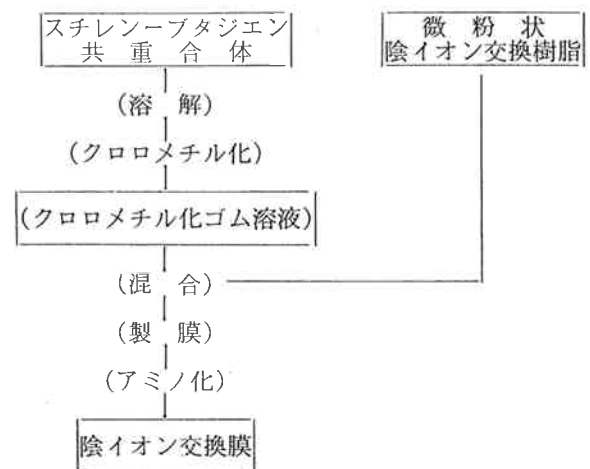 スチレンーブタジエン
共重合体
微粉状
陰イオン交換樹脂
(溶解)
(クロロメチル化)
(クロロメチル化ゴム溶液)
(混合)
(製膜)
(アミノ化)
陰イオン交換膜